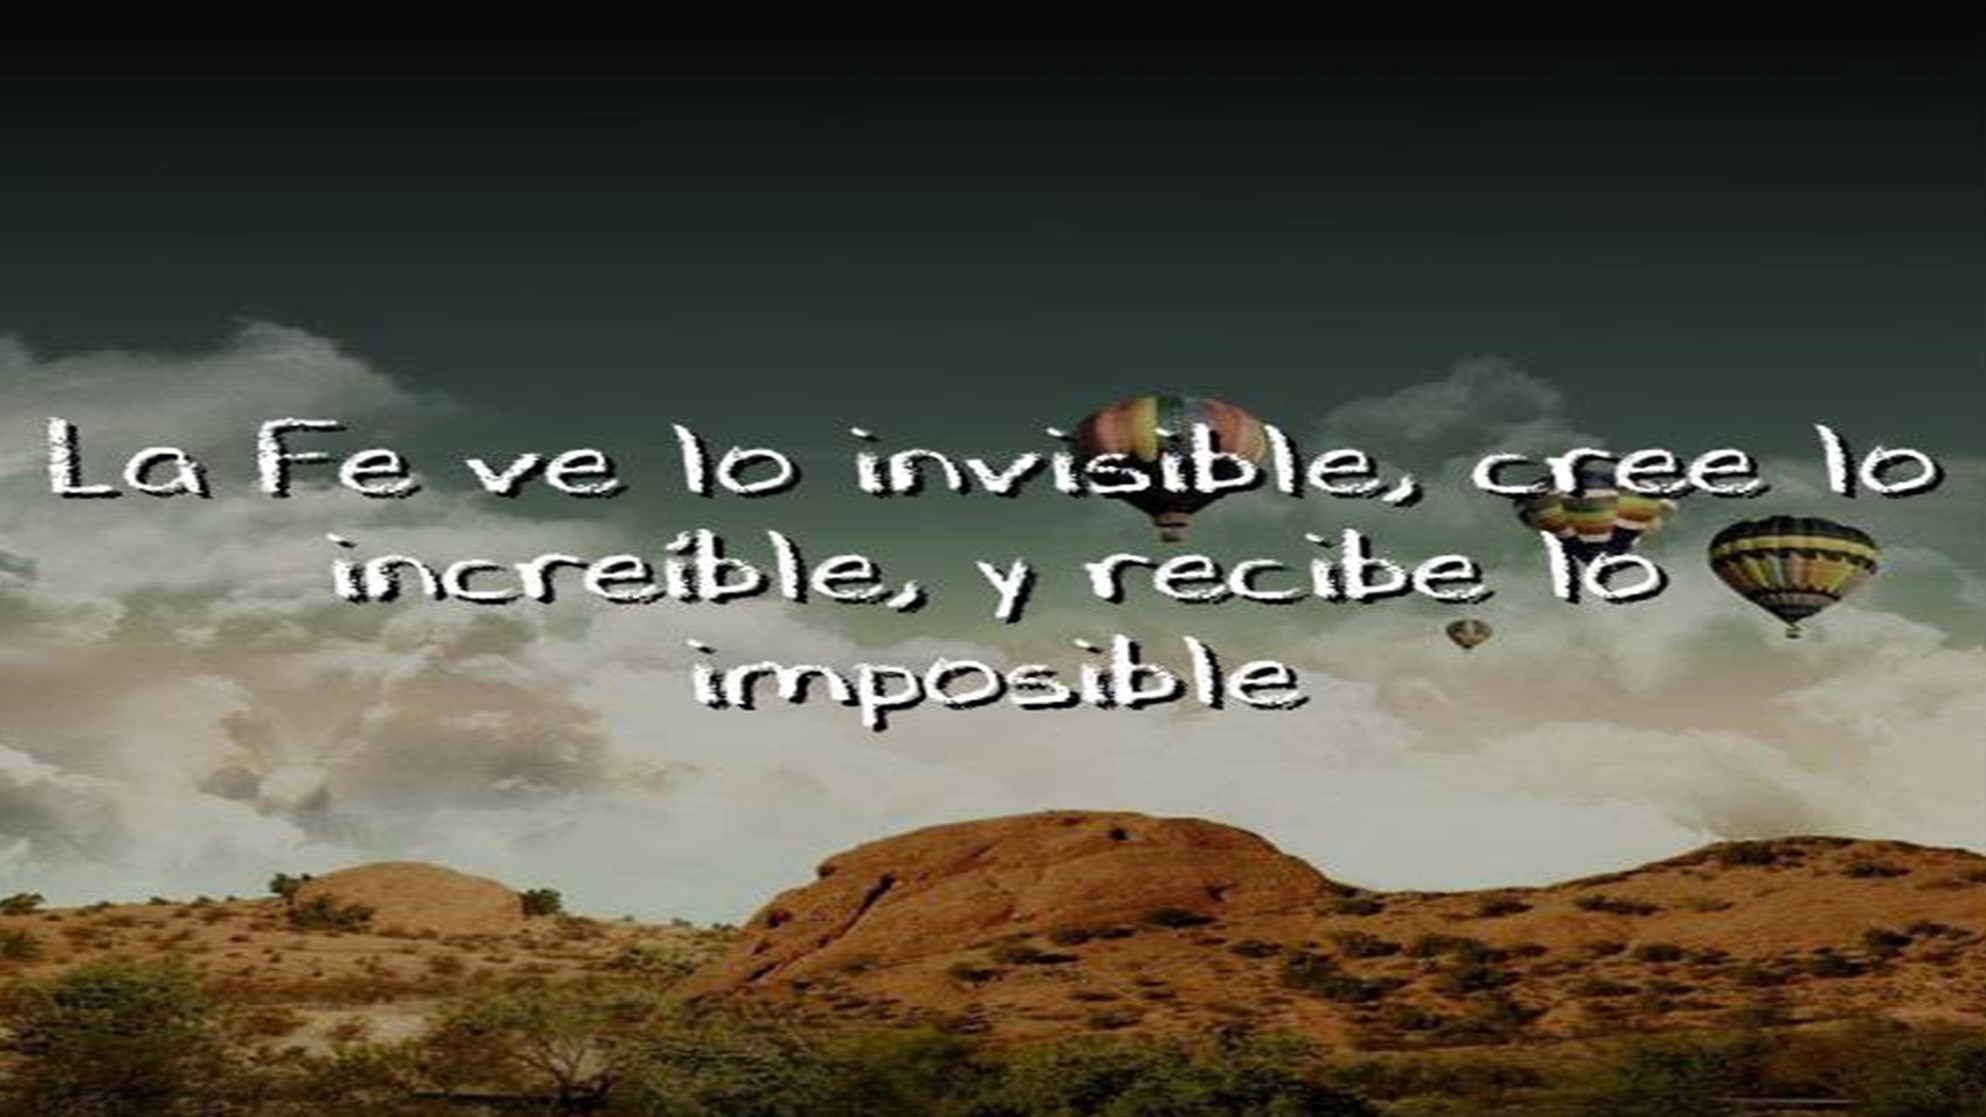 La Fe ve lo invisible, cree lo
increíble, y recibe lo
imposible